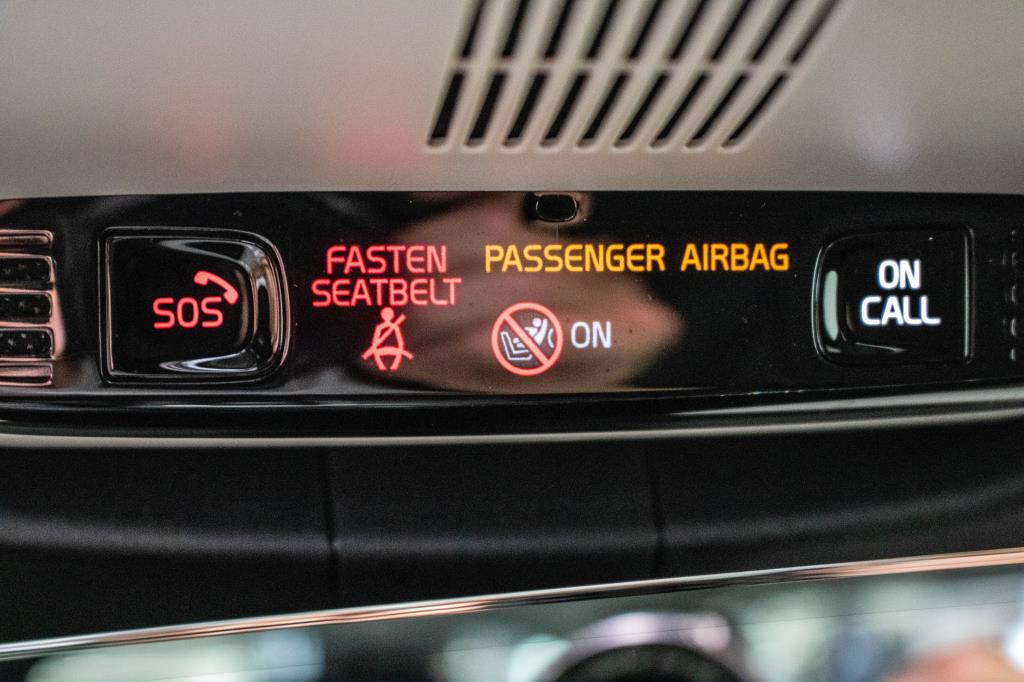 SOS
FASTEN
SEATBELT
PASSENGER AIRBAG
ON
ON
CALL